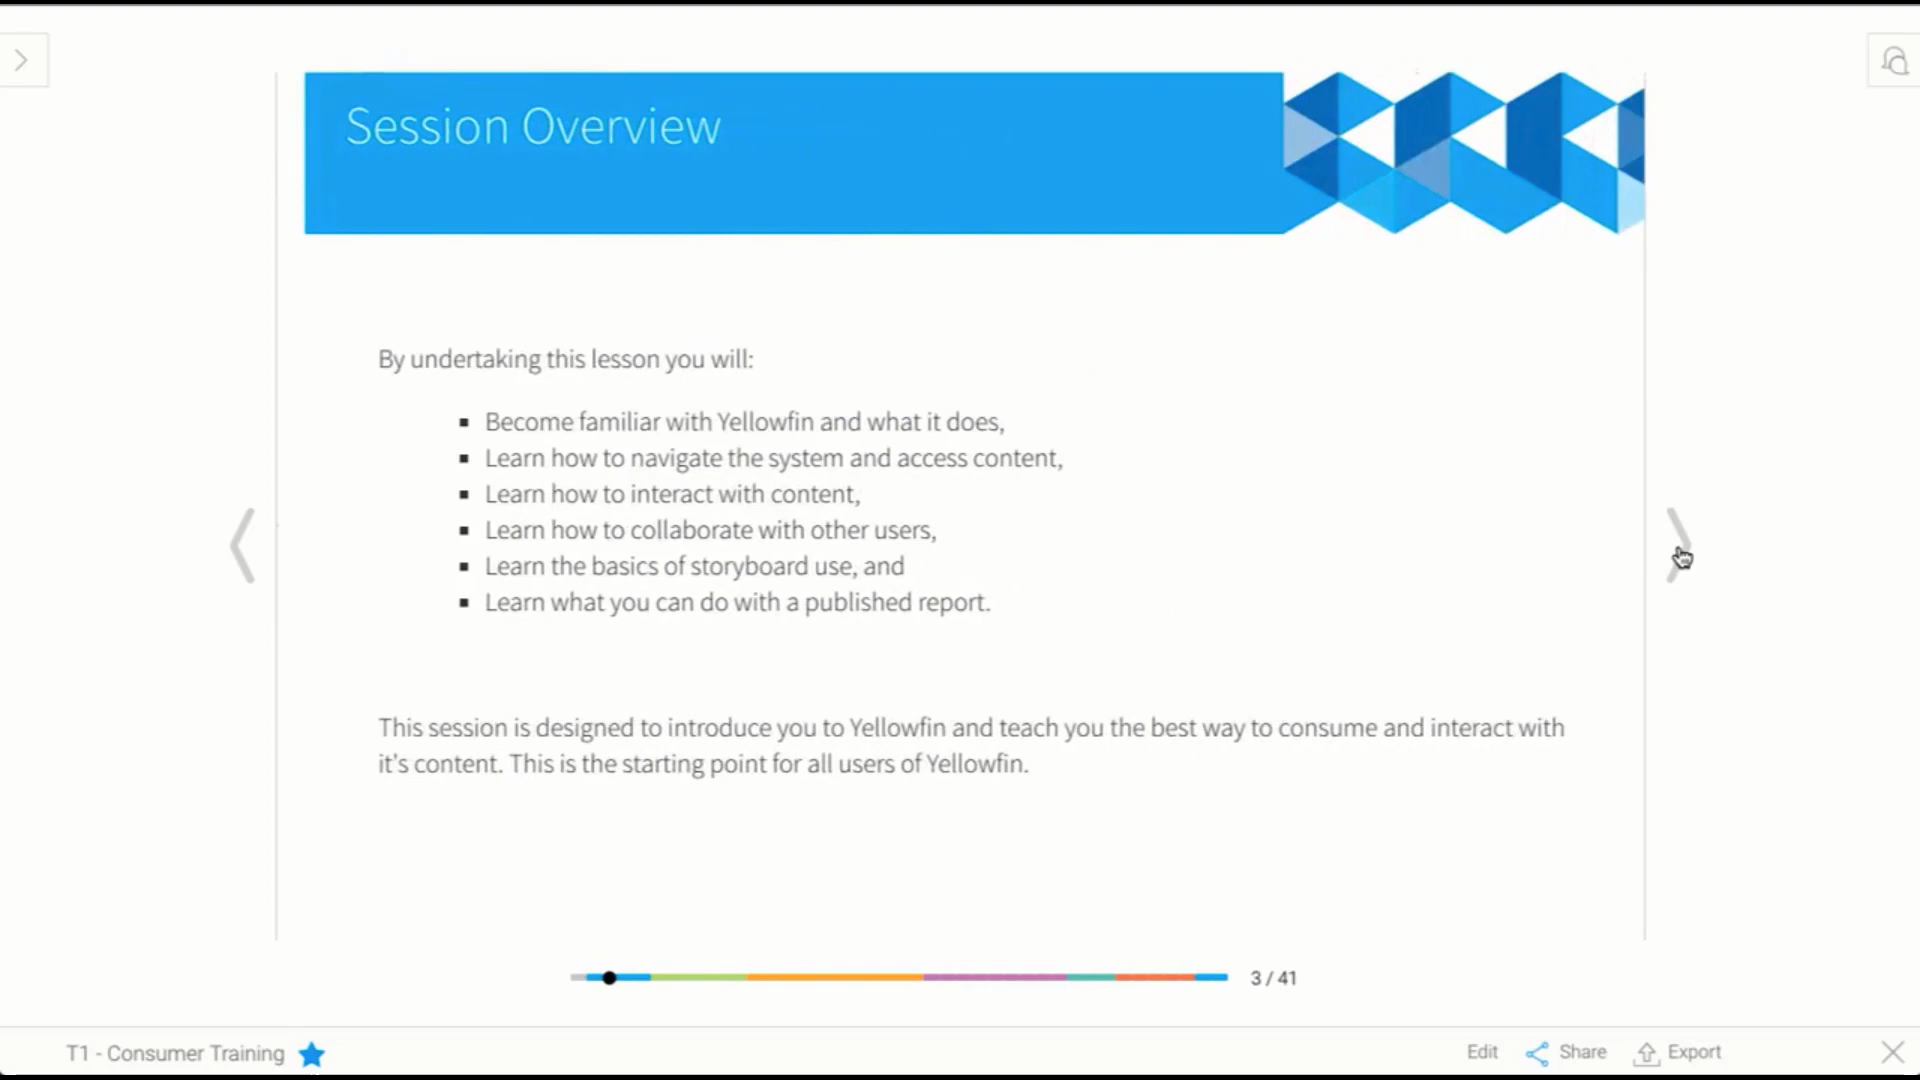 Session Overview
By undertaking this lesson you will:
▪ Become familiar with Yellowfin and what it does,
▪ Learn how to navigate the system and access content,
▪ Learn how to interact with content,
▪ Learn how to collaborate with other users,
▪ Learn the basics of storyboard use, and
▪ Learn what you can do with a published report.
This session is designed to introduce you to Yellowfin and teach you the best way to consume and interact with
it's content. This is the starting point for all users of Yellowfin.
3 / 41
T1 - Consumer Training
Edit
Share
Export